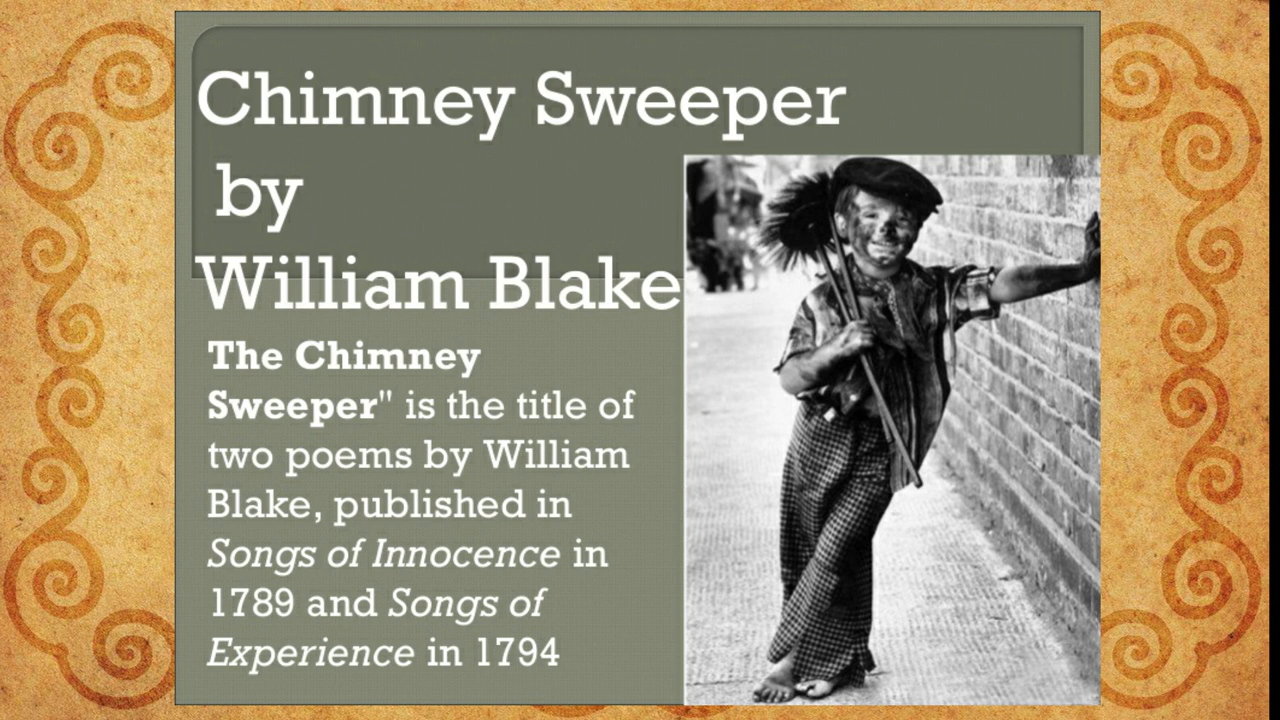 Chimney Sweeper
by
William Blake
The Chimney
Sweeper" is the title of
two poems by William
Blake, published in
Songs of Innocence in
1789 and Songs of
Experience in 1794